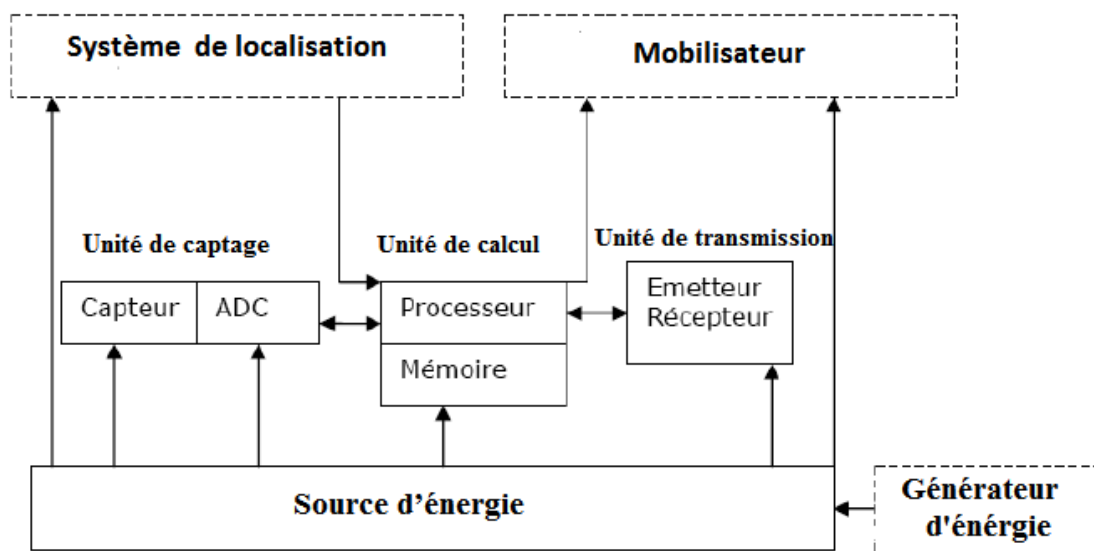 Système de localisation
Mobilisateur
Unité de captage
Unité de calcul
Unité de transmission
Capteur
ADC
Processeur
Mémoire
Emetteur
Récepteur
Source d’énergie
Générateur
d'énérgie